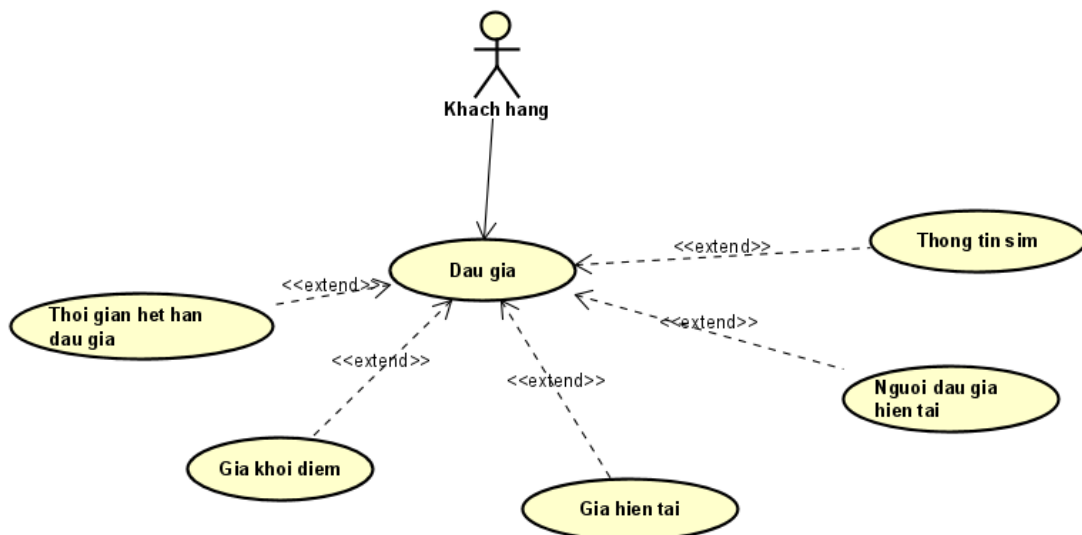 Khach hang
Thong tin sim
<<extend>>
Dau gia
<<extend>>
Thoi gian het han
dau gia
<<extend>>
<<extend>>
<<extend>>
Nguoi dau gia
hien tai
Gia khoi diem
Gia hien tai